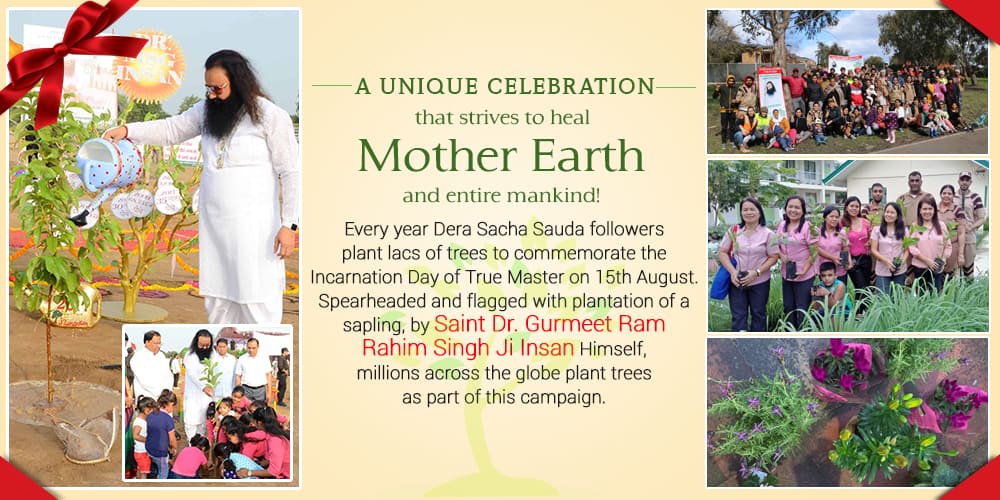 A UNIQUE CELEBRATION
that strives to heal
Mother Earth
and entire mankind!
Every year Dera Sacha Sauda followers
plant lacs of trees to commemorate the
Incarnation Day of True Master on 15th August.
Spearheaded and flagged with plantation of a
sapling, by Saint Dr. Gurmeet Ram
Rahim Singh Ji Insan Himself,
millions across the globe plant trees
as part of this campaign.
DR.
INSAN